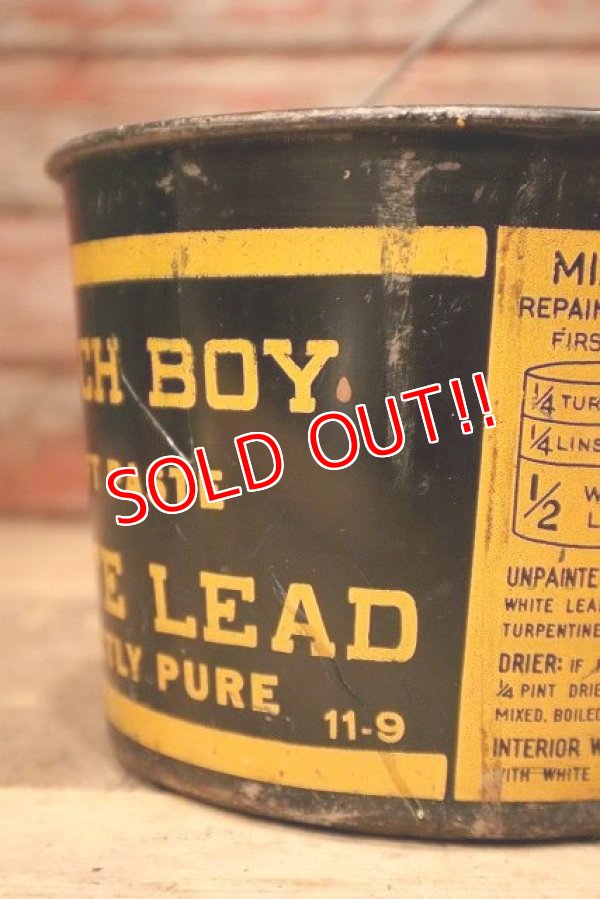 CH BOY
PASTE
E LEAD
TLY PURE
11-9
SOLD OUT!!
MI
REPAIN
FIRS
1/4 TUR
1/4 LINS
1/2 W
L
UNPAINTE
WHITE LEA
TURPENTINE
DRIER: IF
1/4 PINT DRIE
MIXED. BOILED
INTERIOR W
WITH WHITE